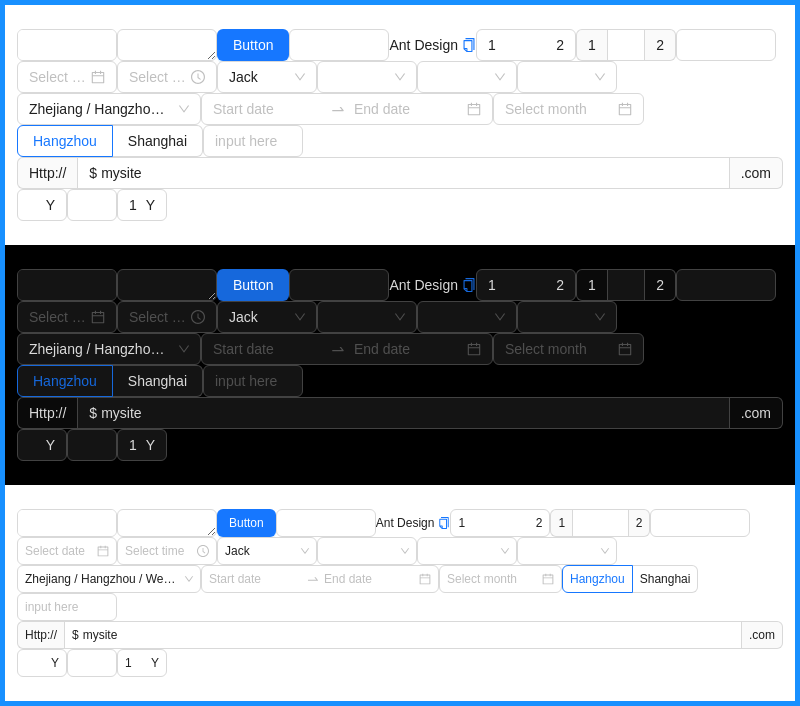 Button Ant Design 1 2 1 2
Select … Select … Jack
Zhejiang / Hangzho… Start date End date Select month
Hangzhou Shanghai input here
Http:// $ mysite .com
Y 1 Y
Button Ant Design 1 2 1 2
Select … Select … Jack
Zhejiang / Hangzho… Start date End date Select month
Hangzhou Shanghai input here
Http:// $ mysite .com
Y 1 Y
Button Ant Design 1 2 1 2
Select date Select time Jack
Zhejiang / Hangzhou / We… Start date End date Select month Hangzhou Shanghai
input here
Http:// $ mysite .com
Y 1 Y